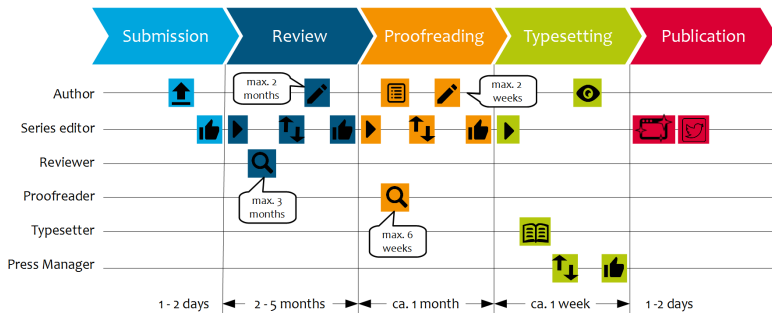 Submission
Review
Proofreading
Typesetting
Publication
Author
max. 2
months
max. 2
weeks
Series editor
Reviewer
Proofreader
max. 3
months
Typesetter
max. 6
weeks
Press Manager
1 - 2 days
2 - 5 months
ca. 1 month
ca. 1 week
1 -2 days